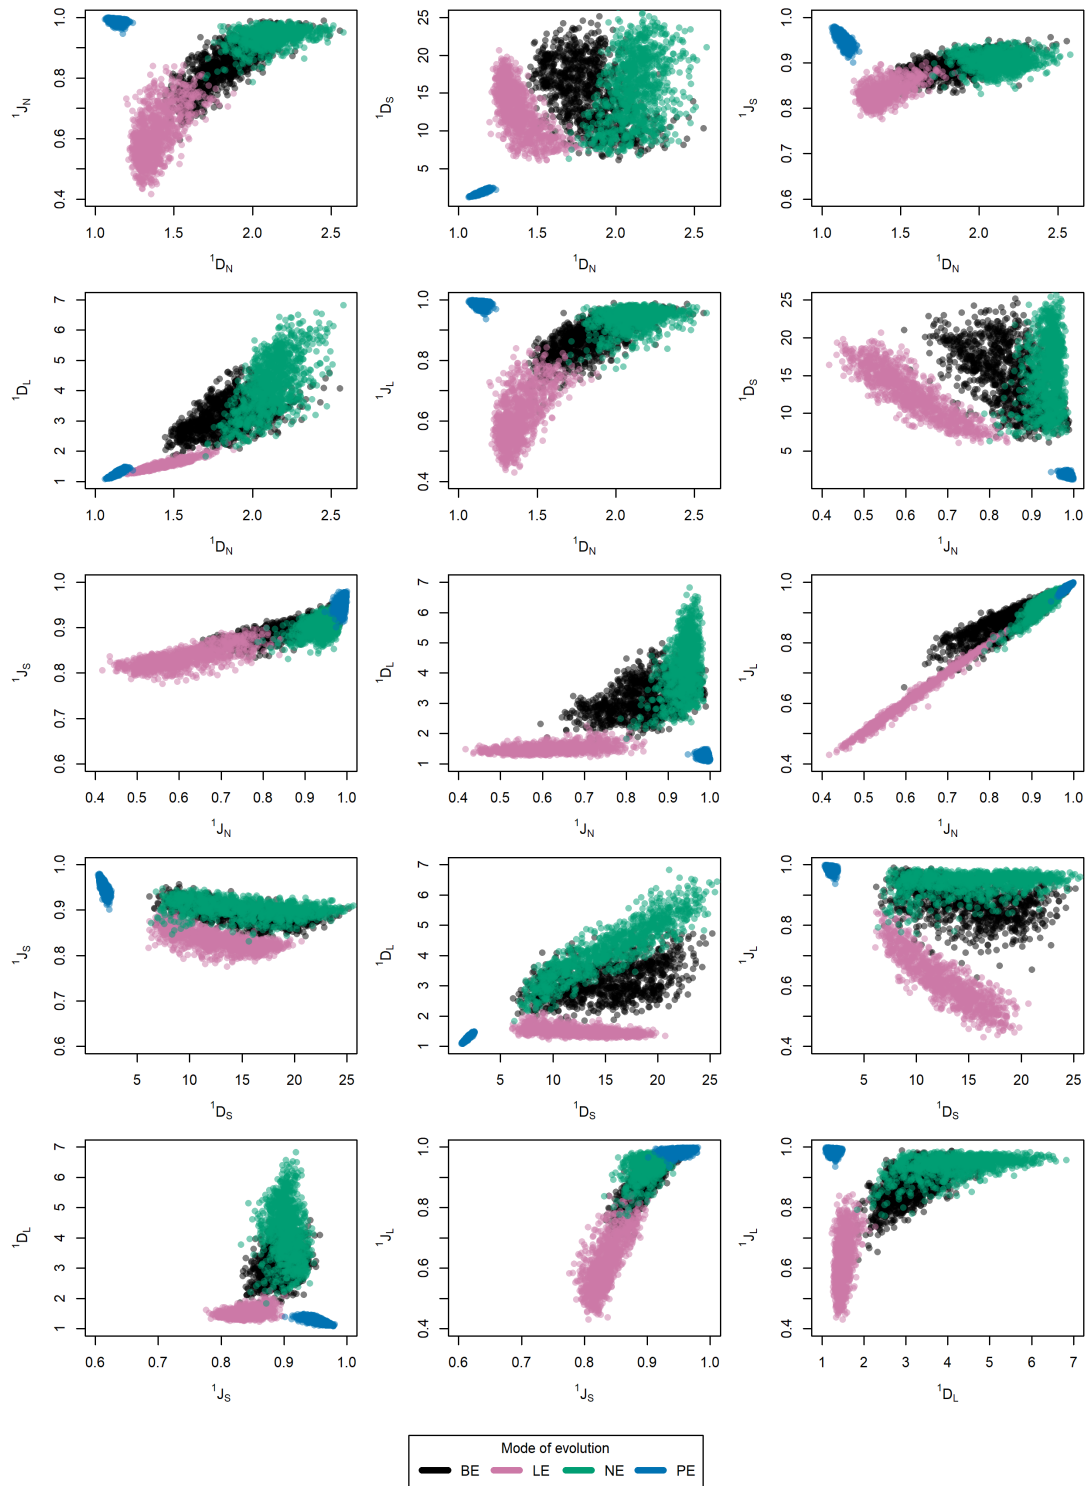 1.0 0.8 0.6 0.4
¹J_N
1.0 1.5 2.0 2.5
¹D_N
25 20 15 10 5
¹D_S
1.0 1.5 2.0 2.5
¹D_N
1.0 0.9 0.8 0.7 0.6
¹J_S
1.0 1.5 2.0 2.5
¹D_N
7 6 5 4 3 2 1
¹D_L
1.0 1.5 2.0 2.5
¹D_N
1.0 0.8 0.6 0.4
¹J_L
1.0 1.5 2.0 2.5
¹D_N
25 20 15 10 5
¹D_S
0.4 0.5 0.6 0.7 0.8 0.9 1.0
¹J_N
1.0 0.9 0.8 0.7 0.6
¹J_S
0.4 0.5 0.6 0.7 0.8 0.9 1.0
¹J_N
7 6 5 4 3 2 1
¹D_L
0.4 0.5 0.6 0.7 0.8 0.9 1.0
¹J_N
1.0 0.8 0.6 0.4
¹J_L
0.4 0.5 0.6 0.7 0.8 0.9 1.0
¹J_N
1.0 0.9 0.8 0.7 0.6
¹J_S
5 10 15 20 25
¹D_S
7 6 5 4 3 2 1
¹D_L
5 10 15 20 25
¹D_S
1.0 0.8 0.6 0.4
¹J_L
5 10 15 20 25
¹D_S
7 6 5 4 3 2 1
¹D_L
0.6 0.7 0.8 0.9 1.0
¹J_S
1.0 0.8 0.6 0.4
¹J_L
0.6 0.7 0.8 0.9 1.0
¹J_S
1.0 0.8 0.6 0.4
¹J_L
1 2 3 4 5 6 7
¹D_L
Mode of evolution
BE LE NE PE